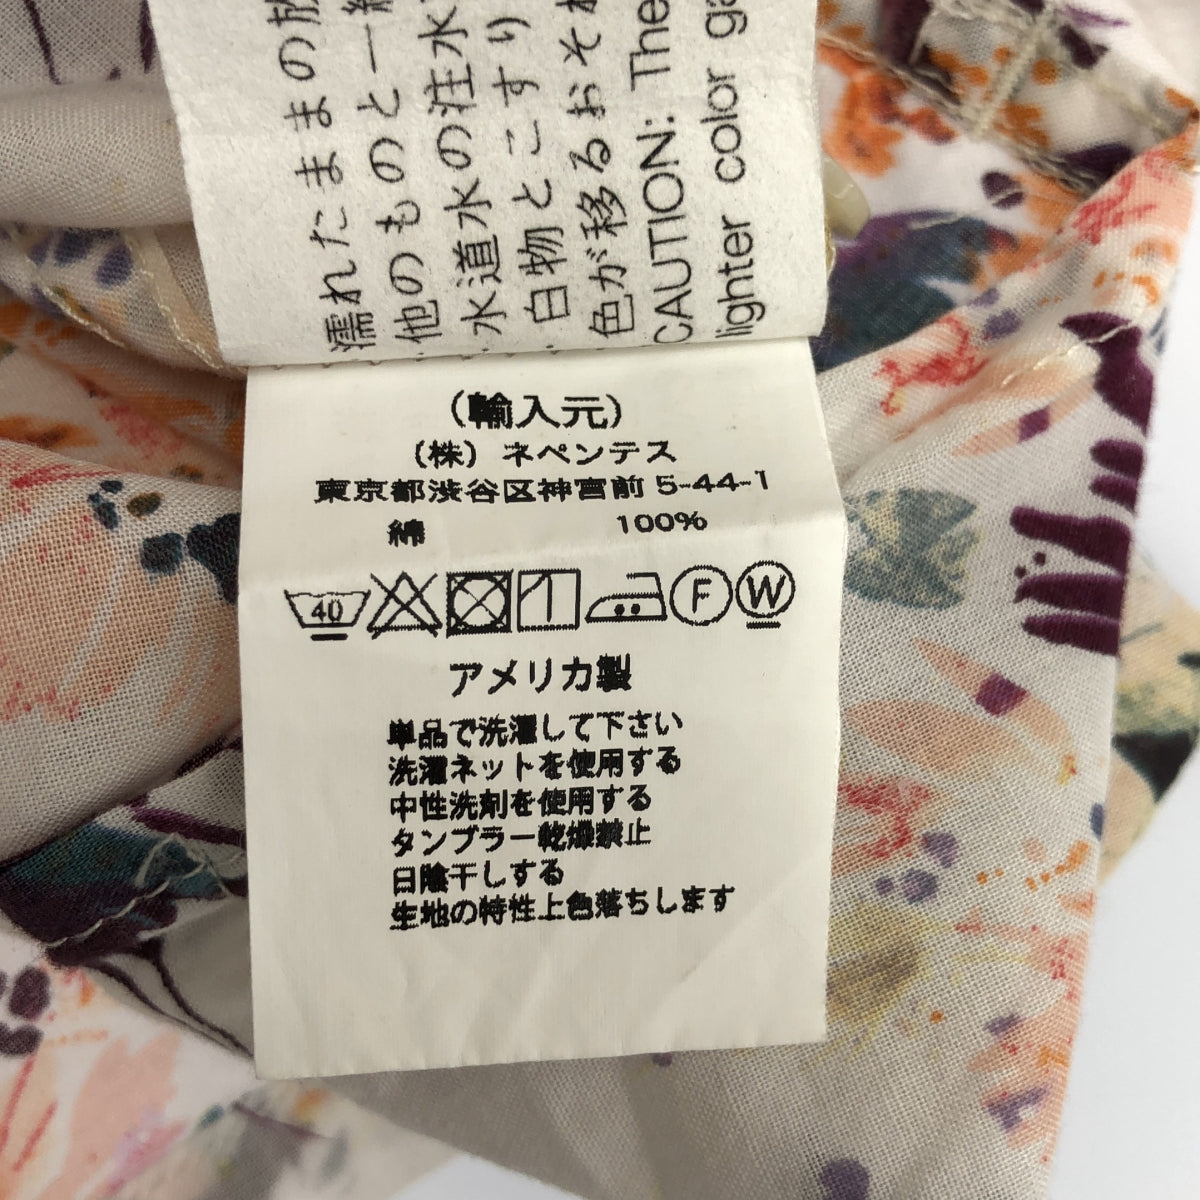 濡れたままの放
他のものと一緒
・水道水の注水
・白物とこすり
色が移るおそれ
CAUTION: The
lighter color ga
(輸入元)
(株)ネペンテス
東京都渋谷区神宮前 5-44-1
綿 100%
40 F W
アメリカ製
単品で洗濯して下さい
洗濯ネットを使用する
中性洗剤を使用する
タンブラー乾燥禁止
日陰干しする
生地の特性上色落ちします